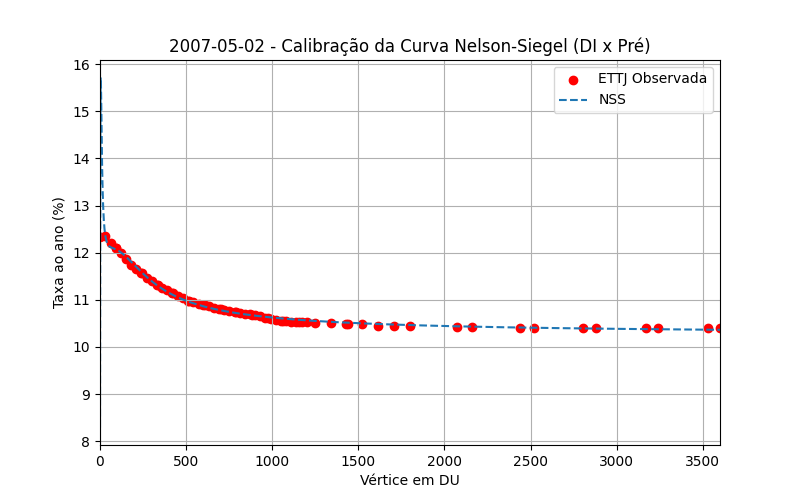 2007-05-02 - Calibração da Curva Nelson-Siegel (DI x Pré)
ETTJ Observada
NSS
Taxa ao ano (%)
16
15
14
13
12
11
10
9
8
0 500 1000 1500 2000 2500 3000 3500
Vértice em DU